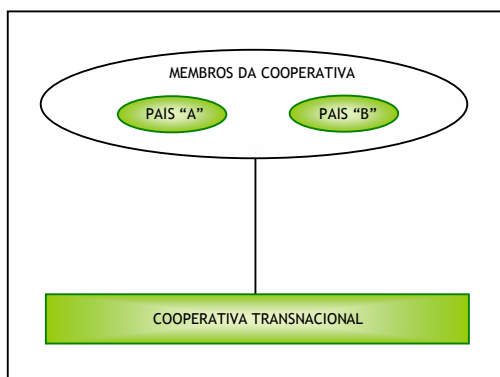 MEMBROS DA COOPERATIVA
PAIS “A”
PAIS “B”
COOPERATIVA TRANSNACIONAL